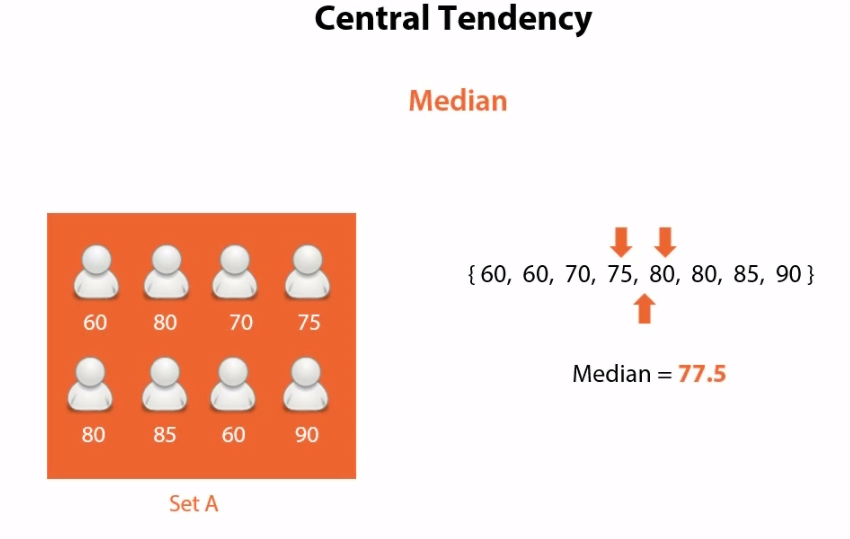 Central Tendency
Median
60 80 70 75
80 85 60 90
Set A
{ 60, 60, 70, 75, 80, 80, 85, 90 }
Median = 77.5